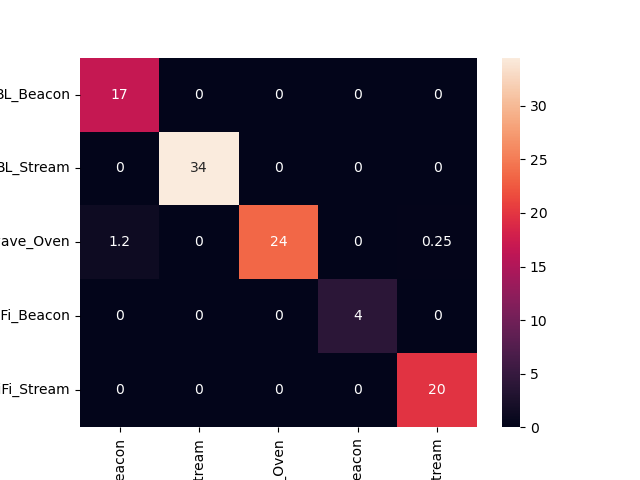 BL_Beacon 17 0 0 0 0
BL_Stream 0 34 0 0 0
ave_Oven 1.2 0 24 0 0.25
Fi_Beacon 0 0 0 4 0
Fi_Stream 0 0 0 0 20
eacon
tream
_Oven
eacon
tream
30
25
20
15
10
5
0